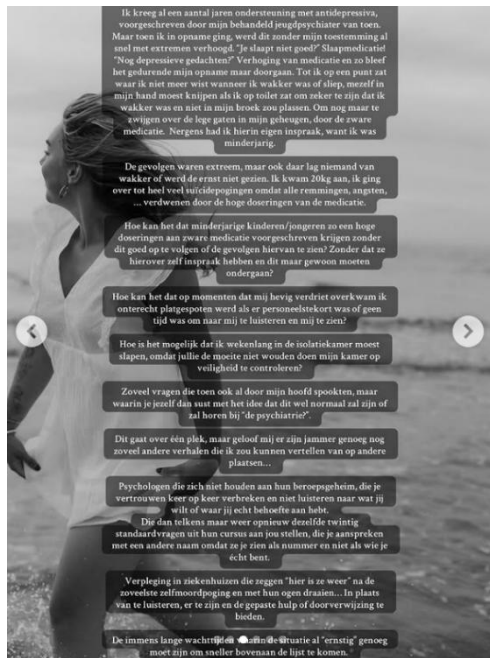 Ik kreeg al een aantal jaren ondersteuning met antidepressiva,
voorgeschreven door mijn behandeld jeugdpsychiater van toen.
Maar toen ik in opname ging, werd dit zonder mijn toestemming al
snel met extremen verhoogd. "Je slaapt niet goed?" Slaapmedicatie!
"Nog depressieve gedachten?" Verhoging van medicatie en zo bleef
het gedurende mijn opname maar doorgaan. Tot ik op een punt zat
waar ik niet meer wist wanneer ik wakker was of sliep, mezelf in
mijn hand moest knijpen als ik op toilet zat om zeker te zijn dat ik
wakker was en niet in mijn broek zou plassen. Om nog maar te
zwijgen over de lege gaten in mijn geheugen, door de zware
medicatie. Nergens had ik hierin eigen inspraak, want ik was
minderjarig.
De gevolgen waren extreem, maar ook daar lag niemand van
wakker of werd de ernst niet gezien. Ik kwam 20kg aan, ik ging
over tot heel veel suïcidepogingen omdat alle remmingen, angsten,
... verdwenen door de hoge doseringen van de medicatie.
Hoe kan het dat minderjarige kinderen/jongeren zo een hoge
doseringen aan zware medicatie voorgeschreven krijgen zonder
dit goed op te volgen of de gevolgen hiervan te zien? Zonder dat ze
hierover zelf inspraak hebben en dit maar gewoon moeten
ondergaan?
Hoe kan het dat op momenten dat mij hevig verdriet overkwam ik
onterecht platgespoten werd als er personeelstekort was of geen
tijd was om naar mij te luisteren en mij te zien?
Hoe is het mogelijk dat ik wekenlang in de isolatiekamer moest
slapen, omdat jullie de moeite niet wouden doen mijn kamer op
veiligheid te controleren?
Zoveel vragen die toen ook al door mijn hoofd spookten, maar
waarin je jezelf dan sust met het idee dat dit wel normaal zal zijn of
zal horen bij "de psychiatrie?".
Dit gaat over één plek, maar geloof mij er zijn jammer genoeg nog
zoveel andere verhalen die ik zou kunnen vertellen van op andere
plaatsen...
Psychologen die zich niet houden aan hun beroepsgeheim, die je
vertrouwen keer op keer verbreken en niet luisteren naar wat jij
wilt of waar jij echt behoefte aan hebt.
Die dan telkens maar weer opnieuw dezelfde twintig
standaardvragen uit hun cursus aan jou stellen, die je aanspreken
met een andere naam omdat ze je zien als nummer en niet als wie je
écht bent.
Verpleging in ziekenhuizen die zeggen "hier is ze weer" na de
zoveelste zelfmoordpoging en met hun ogen draaien... In plaats
van te luisteren, er te zijn en de gepaste hulp of doorverwijzing te
bieden.
De immens lange wachttijden waarin de situatie al "ernstig" genoeg
moet zijn om sneller bovenaan de lijst te komen.